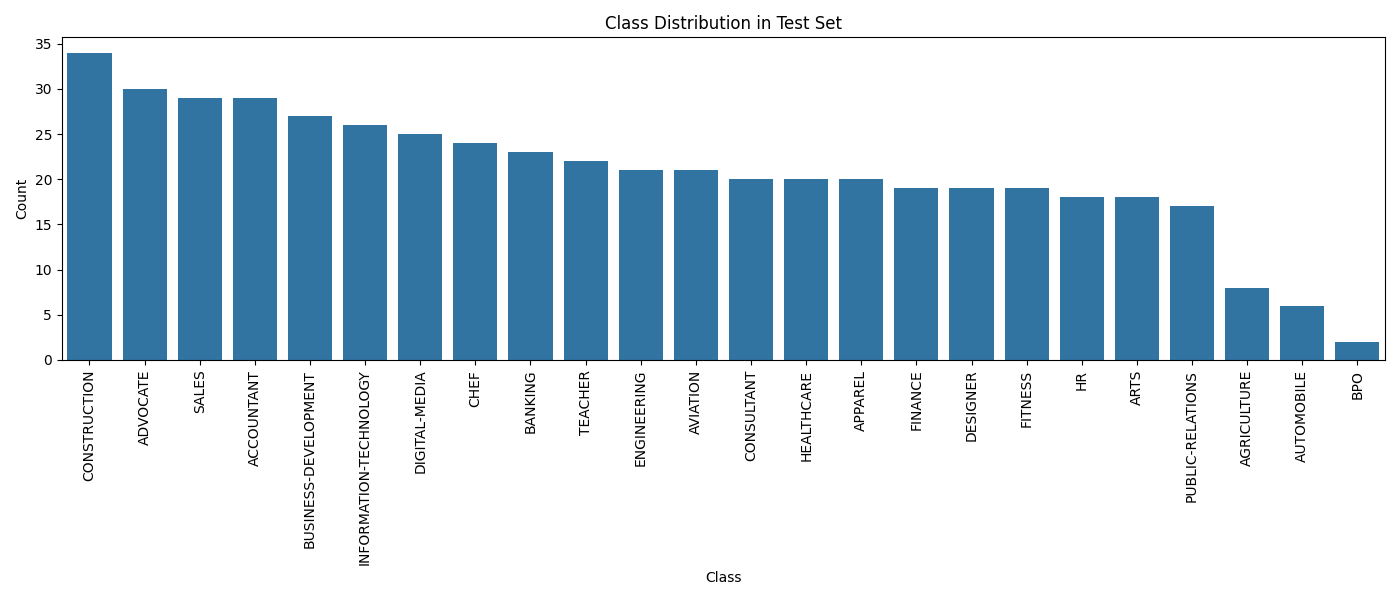 Class Distribution in Test Set
Count
35
30
25
20
15
10
5
0
CONSTRUCTION
ADVOCATE
SALES
ACCOUNTANT
BUSINESS-DEVELOPMENT
INFORMATION-TECHNOLOGY
DIGITAL-MEDIA
CHEF
BANKING
TEACHER
ENGINEERING
AVIATION
CONSULTANT
HEALTHCARE
APPAREL
FINANCE
DESIGNER
FITNESS
HR
ARTS
PUBLIC-RELATIONS
AGRICULTURE
AUTOMOBILE
BPO
Class